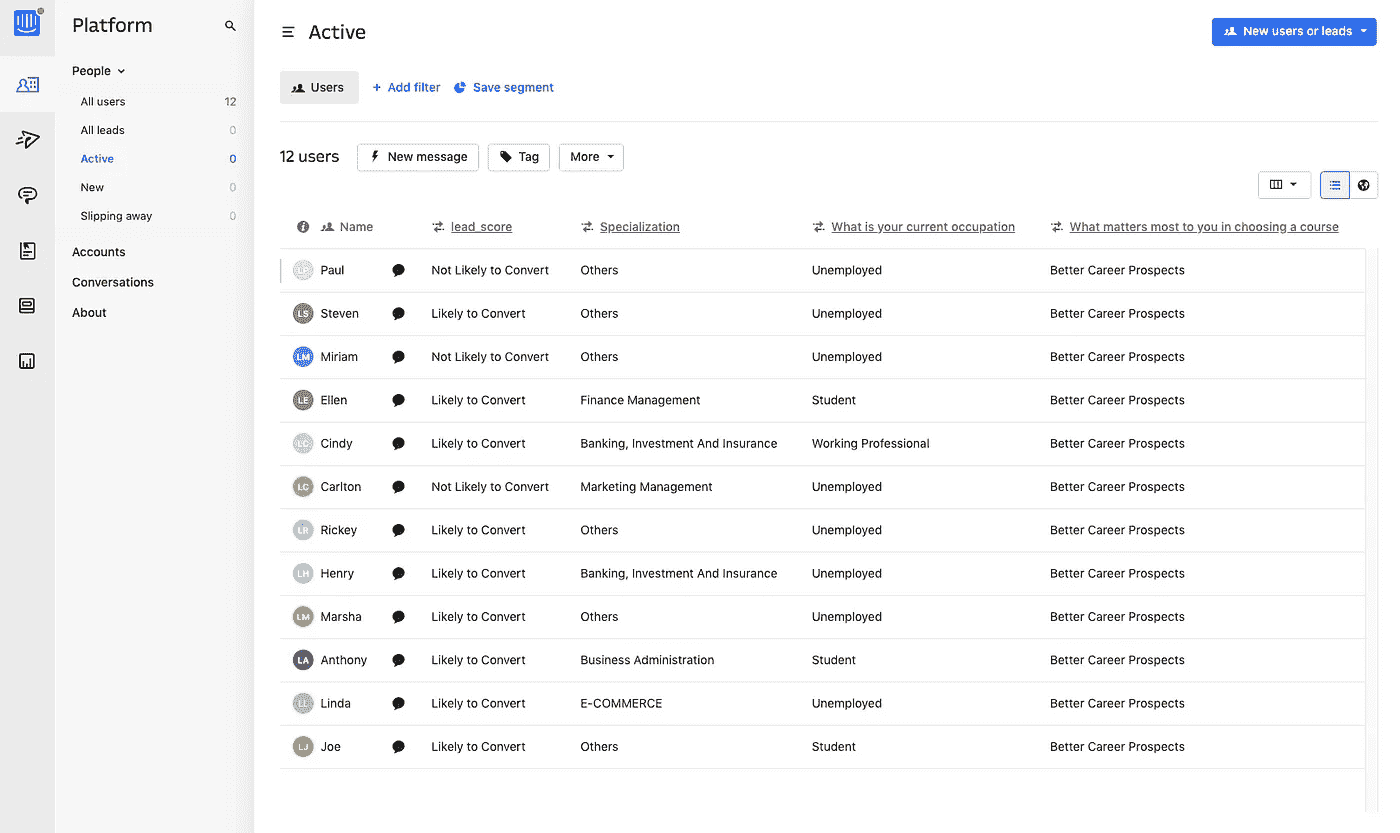 Platform
People
All users 12
All leads 0
Active 0
New 0
Slipping away 0
Accounts
Conversations
About
Active
New users or leads
Users + Add filter Save segment
12 users New message Tag More
Name lead_score Specialization What is your current occupation What matters most to you in choosing a course
Paul Not Likely to Convert Others Unemployed Better Career Prospects
LS Steven Likely to Convert Others Unemployed Better Career Prospects
LM Miriam Not Likely to Convert Others Unemployed Better Career Prospects
LE Ellen Likely to Convert Finance Management Student Better Career Prospects
LC Cindy Likely to Convert Banking, Investment And Insurance Working Professional Better Career Prospects
LC Carlton Not Likely to Convert Marketing Management Unemployed Better Career Prospects
LR Rickey Likely to Convert Others Unemployed Better Career Prospects
LH Henry Likely to Convert Banking, Investment And Insurance Unemployed Better Career Prospects
LM Marsha Likely to Convert Others Unemployed Better Career Prospects
LA Anthony Likely to Convert Business Administration Student Better Career Prospects
LL Linda Likely to Convert E-COMMERCE Unemployed Better Career Prospects
LJ Joe Likely to Convert Others Student Better Career Prospects